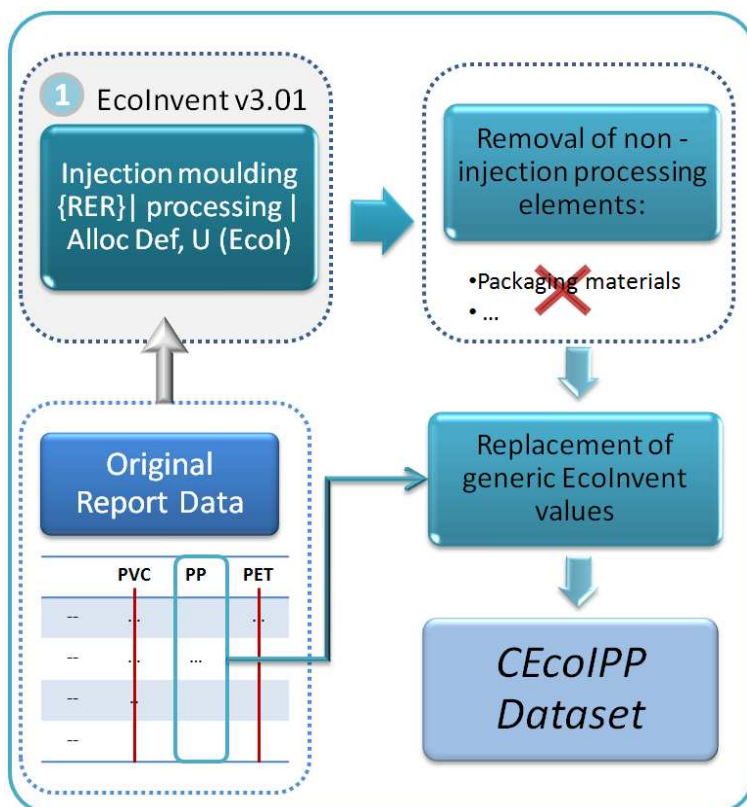 1 EcoInvent v3.01
Injection moulding
{RER}| processing |
Alloc Def, U (EcoI)
Removal of non -
injection processing
elements:
•Packaging materials
• ...
Original
Report Data
PVC PP PET
-- ... ...
-- ... ...
-- ..
--
Replacement of
generic EcoInvent
values
CEcoIPP
Dataset